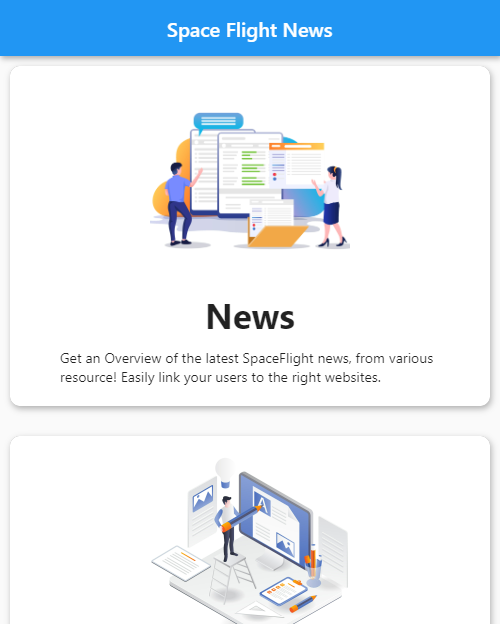 Space Flight News
News
Get an Overview of the latest SpaceFlight news, from various
resource! Easily link your users to the right websites.